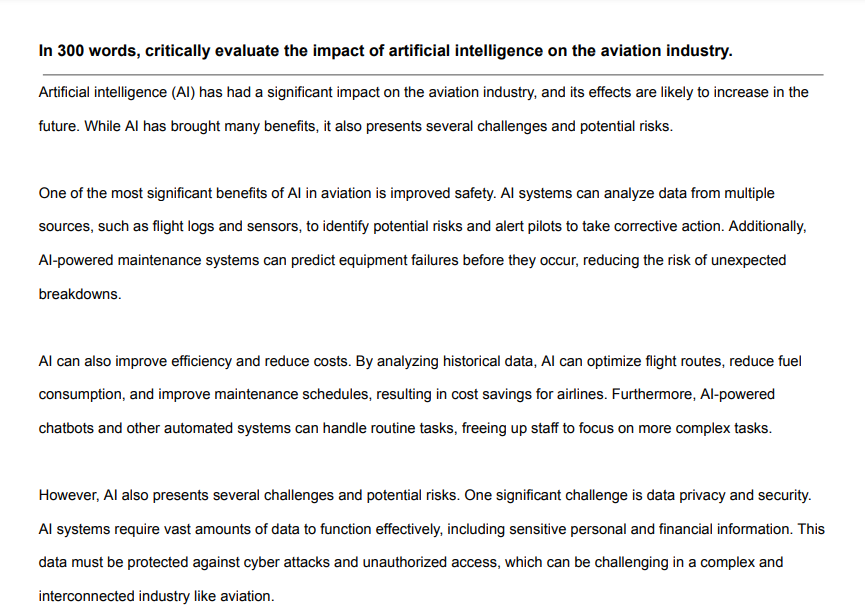 In 300 words, critically evaluate the impact of artificial intelligence on the aviation industry.
Artificial intelligence (AI) has had a significant impact on the aviation industry, and its effects are likely to increase in the
future. While AI has brought many benefits, it also presents several challenges and potential risks.
One of the most significant benefits of AI in aviation is improved safety. AI systems can analyze data from multiple
sources, such as flight logs and sensors, to identify potential risks and alert pilots to take corrective action. Additionally,
AI-powered maintenance systems can predict equipment failures before they occur, reducing the risk of unexpected
breakdowns.
AI can also improve efficiency and reduce costs. By analyzing historical data, AI can optimize flight routes, reduce fuel
consumption, and improve maintenance schedules, resulting in cost savings for airlines. Furthermore, AI-powered
chatbots and other automated systems can handle routine tasks, freeing up staff to focus on more complex tasks.
However, AI also presents several challenges and potential risks. One significant challenge is data privacy and security.
AI systems require vast amounts of data to function effectively, including sensitive personal and financial information. This
data must be protected against cyber attacks and unauthorized access, which can be challenging in a complex and
interconnected industry like aviation.